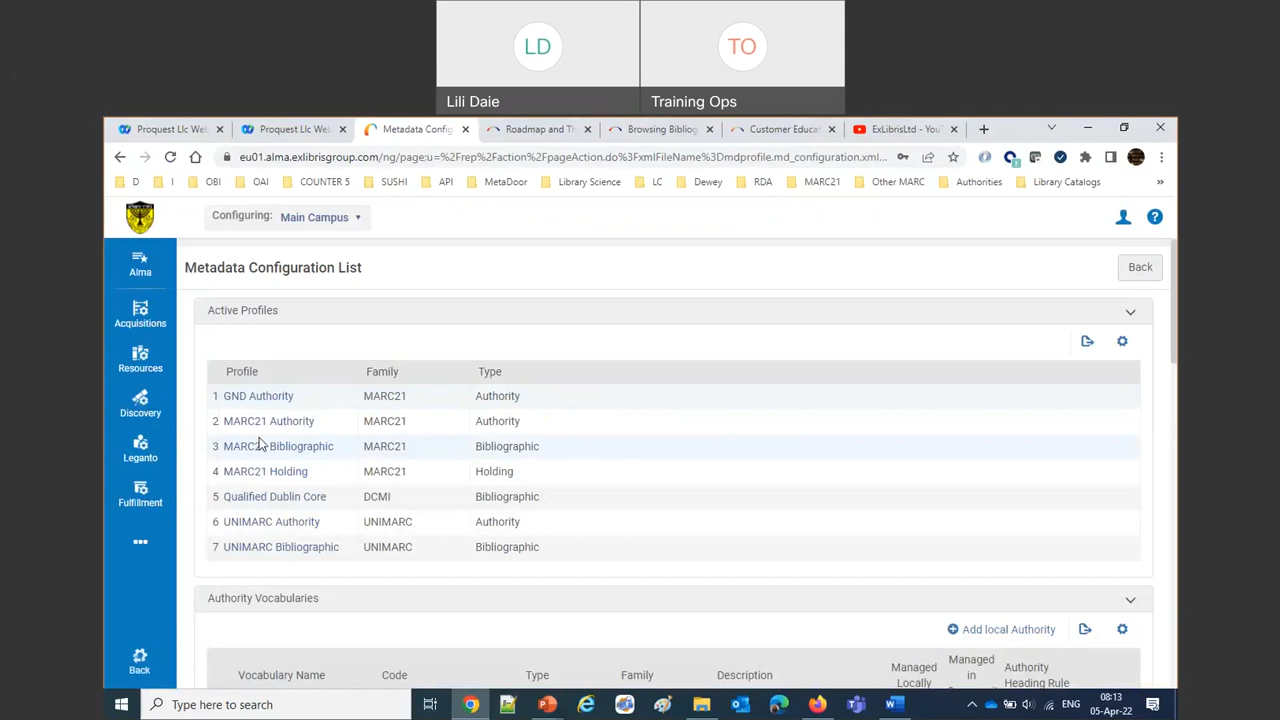 LD
TO
Lili Daie
Training Ops
Proquest Llc Web
Proquest Llc Web
Metadata Config
Roadmap and Th
Browsing Bibliog
Customer Educa
ExLibrisLtd - You
eu01.alma.exlibrisgroup.com/ng/page;u=%2Frep%2Faction%2FpageAction.do%3FxmlFileName%3Dmdprofile.md_configuration.xml...
D
I
OBI
OAI
COUNTER 5
SUSHI
API
MetaDoor
Library Science
LC
Dewey
RDA
MARC21
Other MARC
Authorities
Library Catalogs
»
Configuring: Main Campus
Alma
Acquisitions
Resources
Discovery
Leganto
Fulfillment
Back
Metadata Configuration List
Back
Active Profiles
Profile Family Type
1 GND Authority MARC21 Authority
2 MARC21 Authority MARC21 Authority
3 MARC21 Bibliographic MARC21 Bibliographic
4 MARC21 Holding MARC21 Holding
5 Qualified Dublin Core DCMI Bibliographic
6 UNIMARC Authority UNIMARC Authority
7 UNIMARC Bibliographic UNIMARC Bibliographic
Authority Vocabularies
Add local Authority
Vocabulary Name Code Type Family Description
Managed Locally
Managed in
Authority Heading Rule
Type here to search
ENG
08:13
05-Apr-22